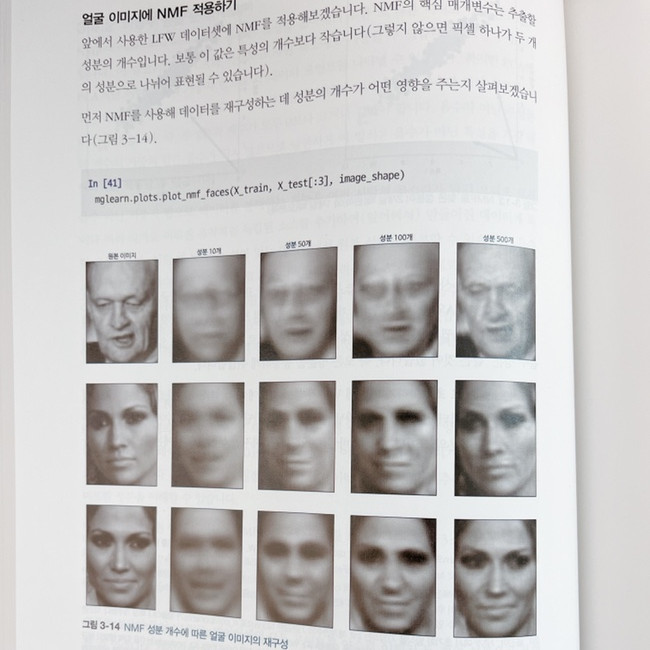 얼굴 이미지에 NMF 적용하기
앞에서 사용한 LFW 데이터셋에 NMF를 적용해보겠습니다. NMF의 핵심 매개변수는 추출할
성분의 개수입니다. 보통 이 값은 특성의 개수보다 작습니다(그렇지 않으면 픽셀 하나가 두 개
의 성분으로 나뉘어 표현될 수 있습니다).
먼저 NMF를 사용해 데이터를 재구성하는 데 성분의 개수가 어떤 영향을 주는지 살펴보겠습니
다(그림 3-14).
In [41]
mglearn.plots.plot_nmf_faces(X_train, X_test[:3], image_shape)
원본 이미지 성분 10개 성분 50개 성분 100개 성분 500개
그림 3-14 NMF 성분 개수에 따른 얼굴 이미지의 재구성